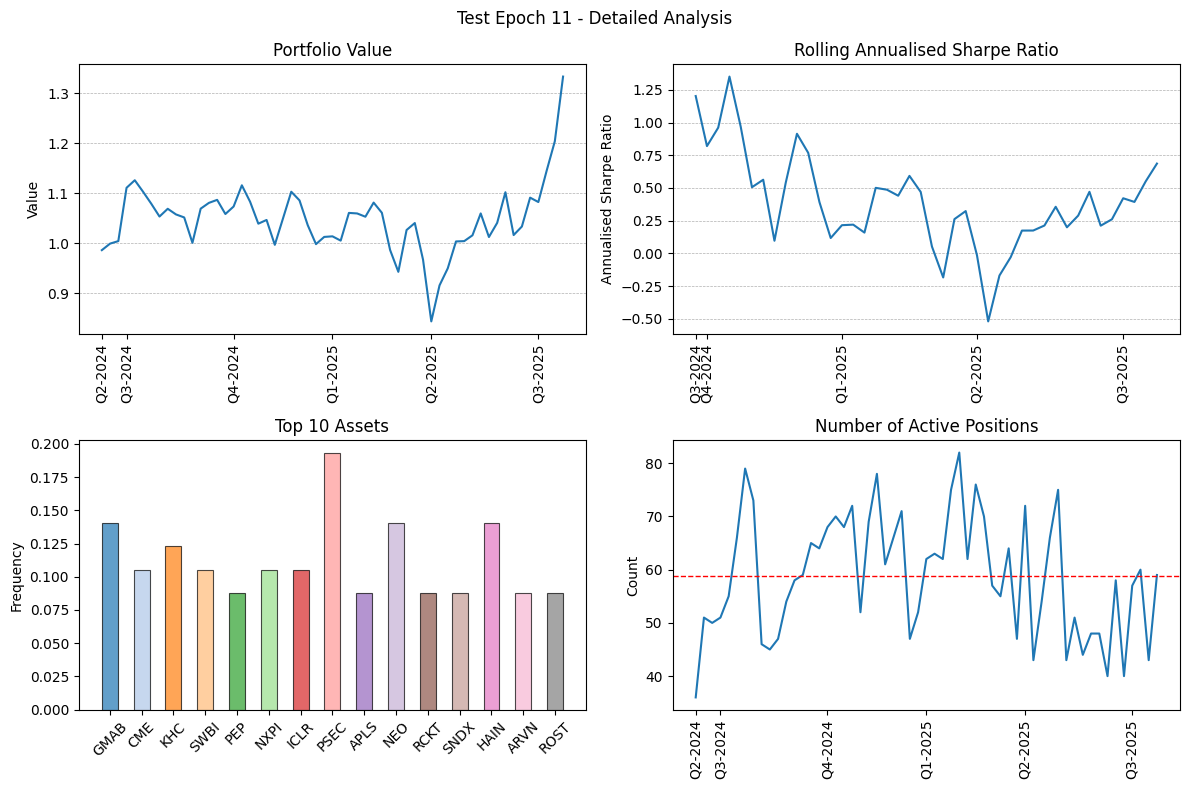 Test Epoch 11 - Detailed Analysis
Portfolio Value
Value
1.3
1.2
1.1
1.0
0.9
Q2-2024
Q3-2024
Q4-2024
Q1-2025
Q2-2025
Q3-2025
Rolling Annualised Sharpe Ratio
Annualised Sharpe Ratio
1.25
1.00
0.75
0.50
0.25
0.00
−0.25
−0.50
Q3-2024
Q4-2024
Q1-2025
Q2-2025
Q3-2025
Top 10 Assets
Frequency
0.200
0.175
0.150
0.125
0.100
0.075
0.050
0.025
0.000
GMAB
CME
KHC
SWBI
PEP
NXPI
ICLR
PSEC
APLS
NEO
RCKT
SNDX
HAIN
ARVN
ROST
Number of Active Positions
Count
80
70
60
50
40
Q2-2024
Q3-2024
Q4-2024
Q1-2025
Q2-2025
Q3-2025